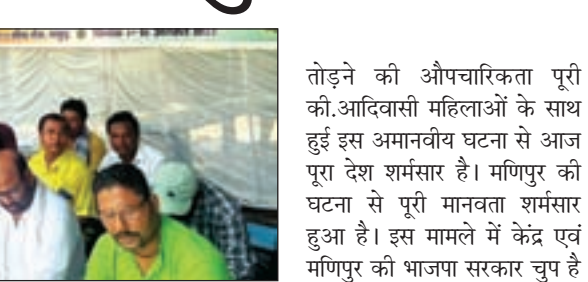 तोड़ने की औपचारिकता पूरी
की.आदिवासी महिलाओं के साथ
हुई इस अमानवीय घटना से आज
पूरा देश शर्मसार है। मणिपुर की
घटना से पूरी मानवता शर्मसार
हुआ है। इस मामले में केंद्र एवं
मणिपुर की भाजपा सरकार चुप है